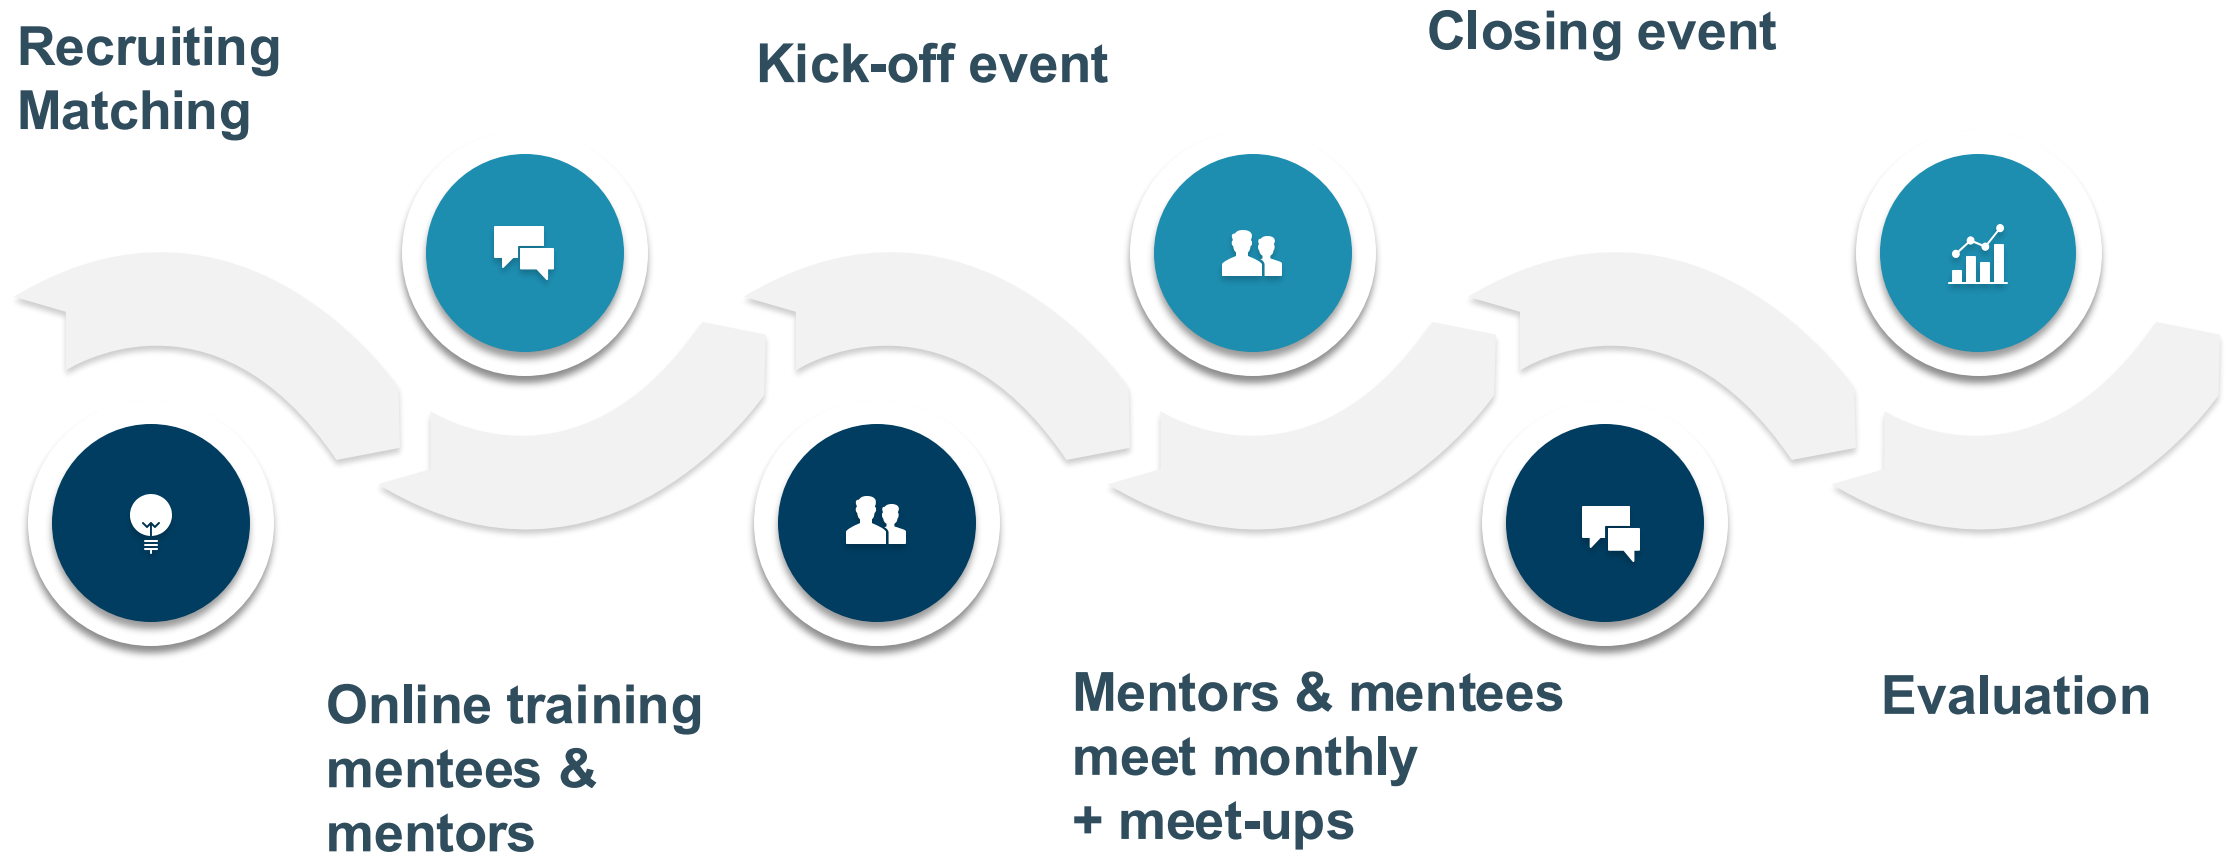 Recruiting
Matching
Online training
mentees &
mentors
Kick-off event
Mentors & mentees
meet monthly
+ meet-ups
Closing event
Evaluation